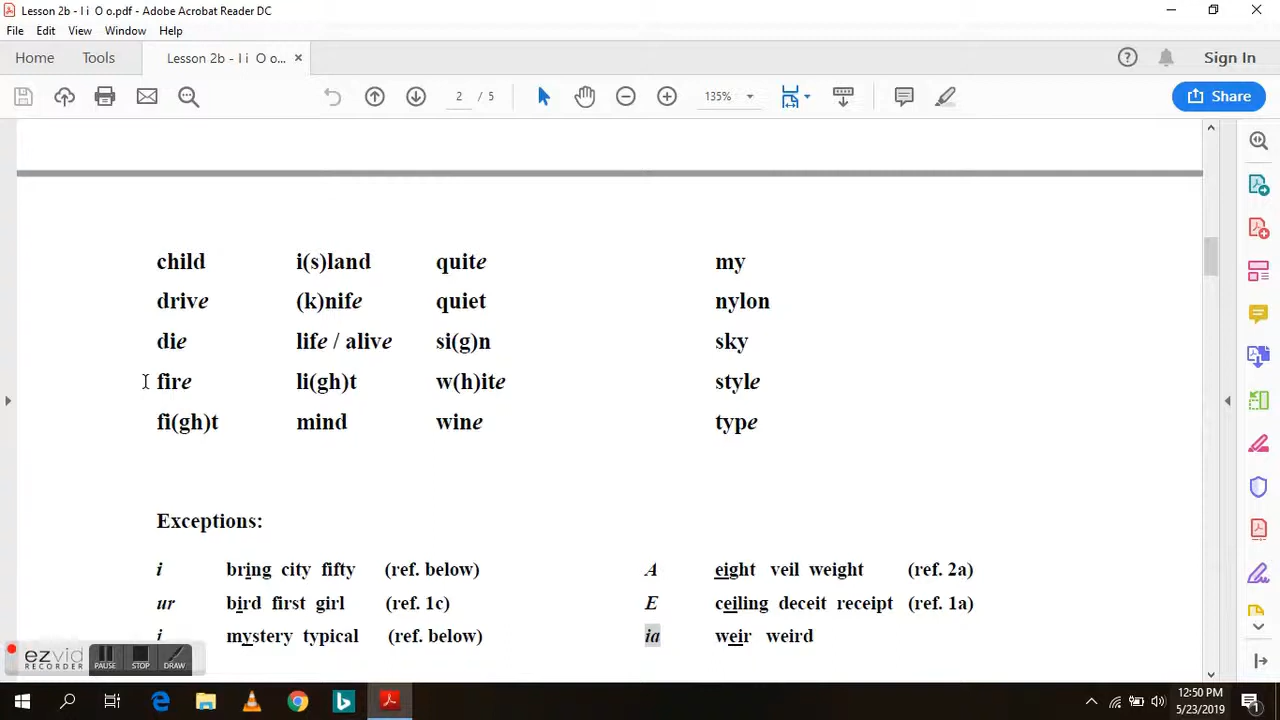 Lesson 2b - I i O o.pdf - Adobe Acrobat Reader DC
File Edit View Window Help
Home Tools Lesson 2b - I i O o... × Sign In
2 / 5 135% Share
child i(s)land quite my
drive (k)nife quiet nylon
die life / alive si(g)n sky
fire li(gh)t w(h)ite style
fi(gh)t mind wine type
Exceptions:
i bring city fifty (ref. below) A eight veil weight (ref. 2a)
ur bird first girl (ref. 1c) E ceiling deceit receipt (ref. 1a)
i mystery typical (ref. below) ia weir weird
ezvid
RECORDER
PAUSE STOP DRAW
12:50 PM
5/23/2019